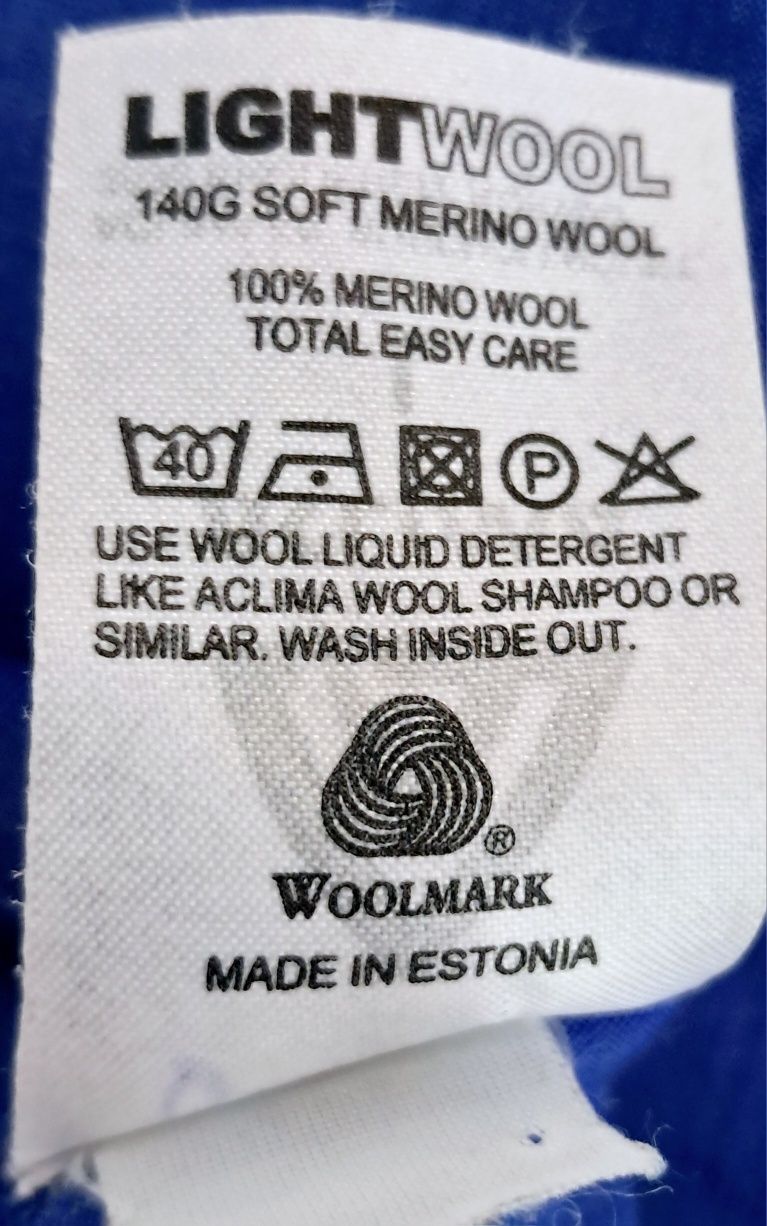 LIGHTWOOL
140G SOFT MERINO WOOL
100% MERINO WOOL
TOTAL EASY CARE
40 P
USE WOOL LIQUID DETERGENT
LIKE ACLIMA WOOL SHAMPOO OR
SIMILAR. WASH INSIDE OUT.
®
WOOLMARK
MADE IN ESTONIA